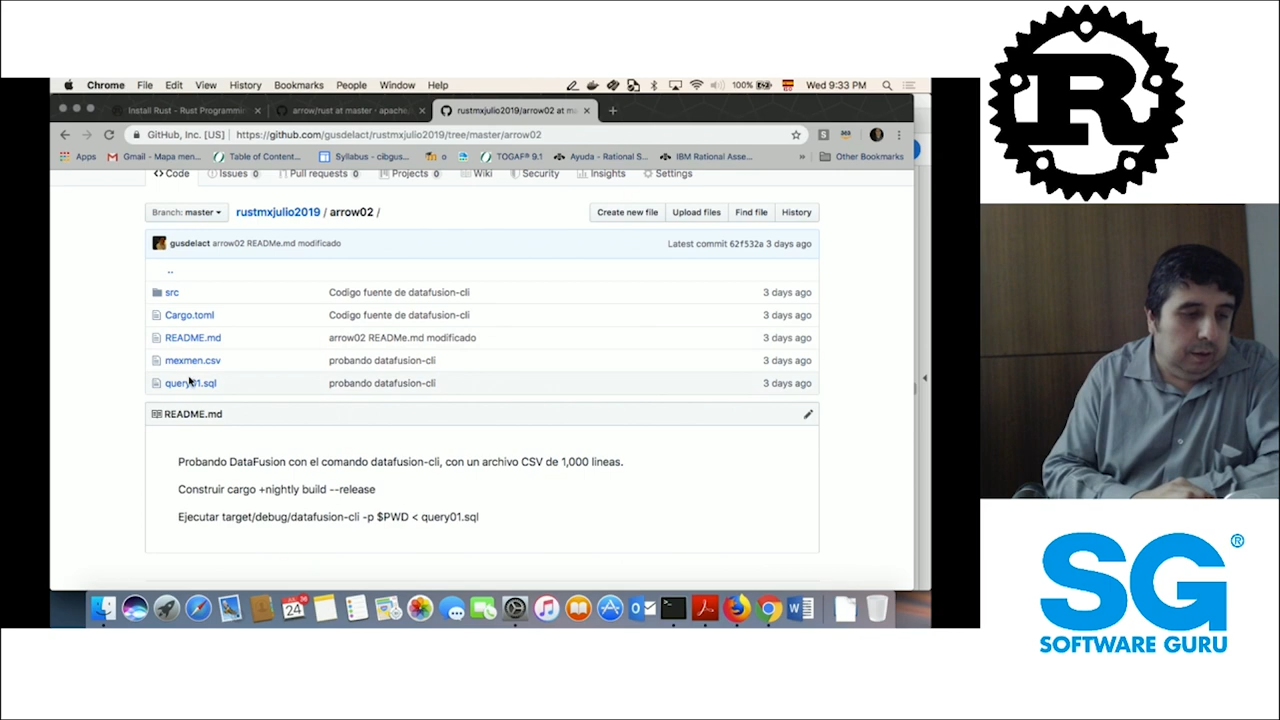 Chrome File Edit View History Bookmarks People Window Help 100% Wed 9:33 PM
Install Rust - Rust Programmin arrow/rust at master · apache rustmxjulio2019/arrow02 at ma
GitHub, Inc. [US] | https://github.com/gusdelact/rustmxjulio2019/tree/master/arrow02
Apps Gmail - Mapa men... Table of Content... Syllabus - cibgus... o TOGAF® 9.1 Ayuda - Rational S... IBM Rational Asse... » Other Bookmarks
Code Issues 0 Pull requests 0 Projects 0 Wiki Security Insights Settings
Branch: master rustmxjulio2019 / arrow02 / Create new file Upload files Find file History
gusdelact arrow02 READMe.md modificado Latest commit 62f532a 3 days ago
..
src Codigo fuente de datafusion-cli 3 days ago
Cargo.toml Codigo fuente de datafusion-cli 3 days ago
README.md arrow02 READMe.md modificado 3 days ago
mexmen.csv probando datafusion-cli 3 days ago
query01.sql probando datafusion-cli 3 days ago
README.md
Probando DataFusion con el comando datafusion-cli, con un archivo CSV de 1,000 lineas.
Construir cargo +nightly build --release
Ejecutar target/debug/datafusion-cli -p $PWD < query01.sql
24
R
SG®
SOFTWARE GURU